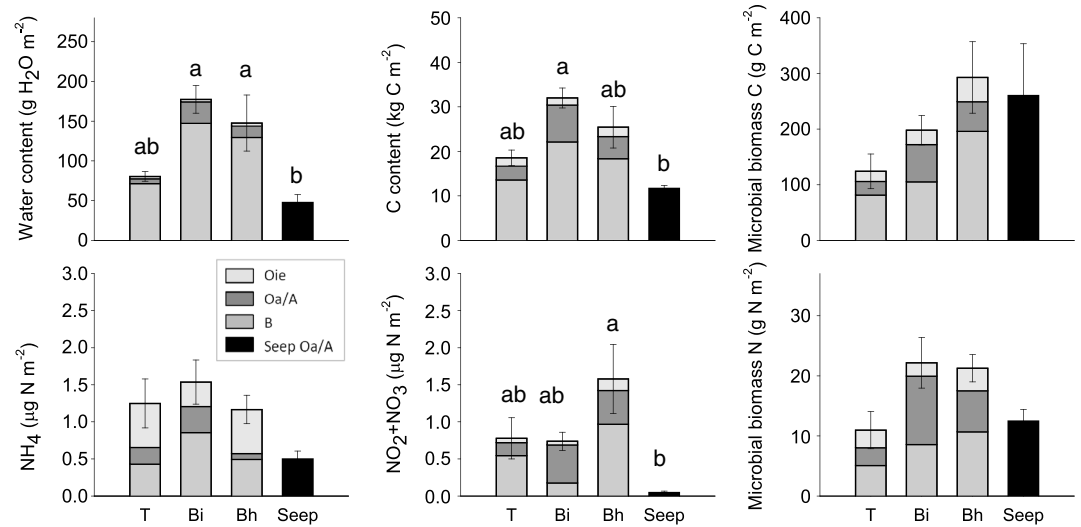 Water content (g H2O m-2)
250
200
150
100
50
0
ab
a
a
b
C content (kg C m-2)
50
40
30
20
10
0
ab
a
ab
b
Microbial biomass C (g C m-2)
400
300
200
100
0
NH4 (µg N m-2)
3.0
2.5
2.0
1.5
1.0
0.5
0.0
Oie
Oa/A
B
Seep Oa/A
T Bi Bh Seep
NO2+NO3 (µg N m-2)
3.0
2.5
2.0
1.5
1.0
0.5
0.0
ab
ab
a
b
T Bi Bh Seep
Microbial biomass N (g N m-2)
30
20
10
0
T Bi Bh Seep